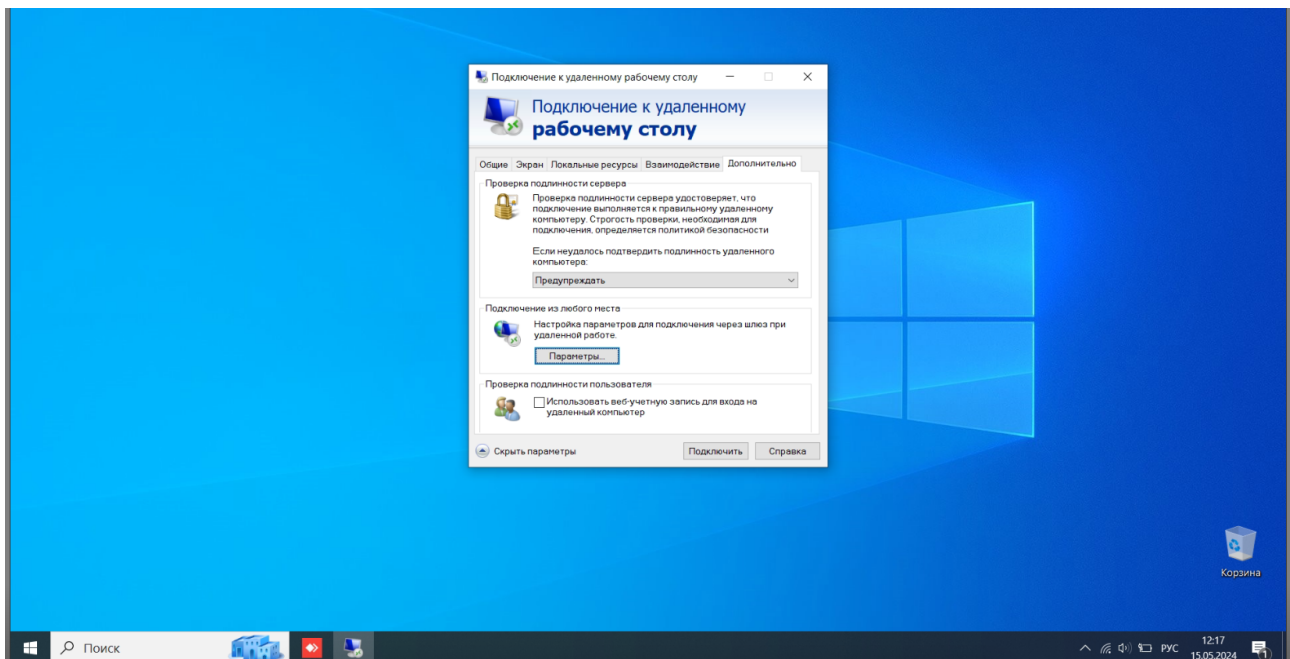 Подключение к удаленному рабочему столу
Подключение к удаленному
рабочему столу
Общие Экран Локальные ресурсы Взаимодействие Дополнительно
Проверка подлинности сервера
Проверка подлинности сервера удостоверяет, что
подключение выполняется к правильному удаленному
компьютеру. Строгость проверки, необходимая для
подключения, определяется политикой безопасности
Если неудалось подтвердить подлинность удаленного
компьютера:
Предупреждать
Подключение из любого места
Настройка параметров для подключения через шлюз при
удаленной работе.
Параметры...
Проверка подлинности пользователя
Использовать веб-учетную запись для входа на
удаленный компьютер
Скрыть параметры Подключить Справка
Корзина
Поиск
РУС
12:17
15.05.2024
1